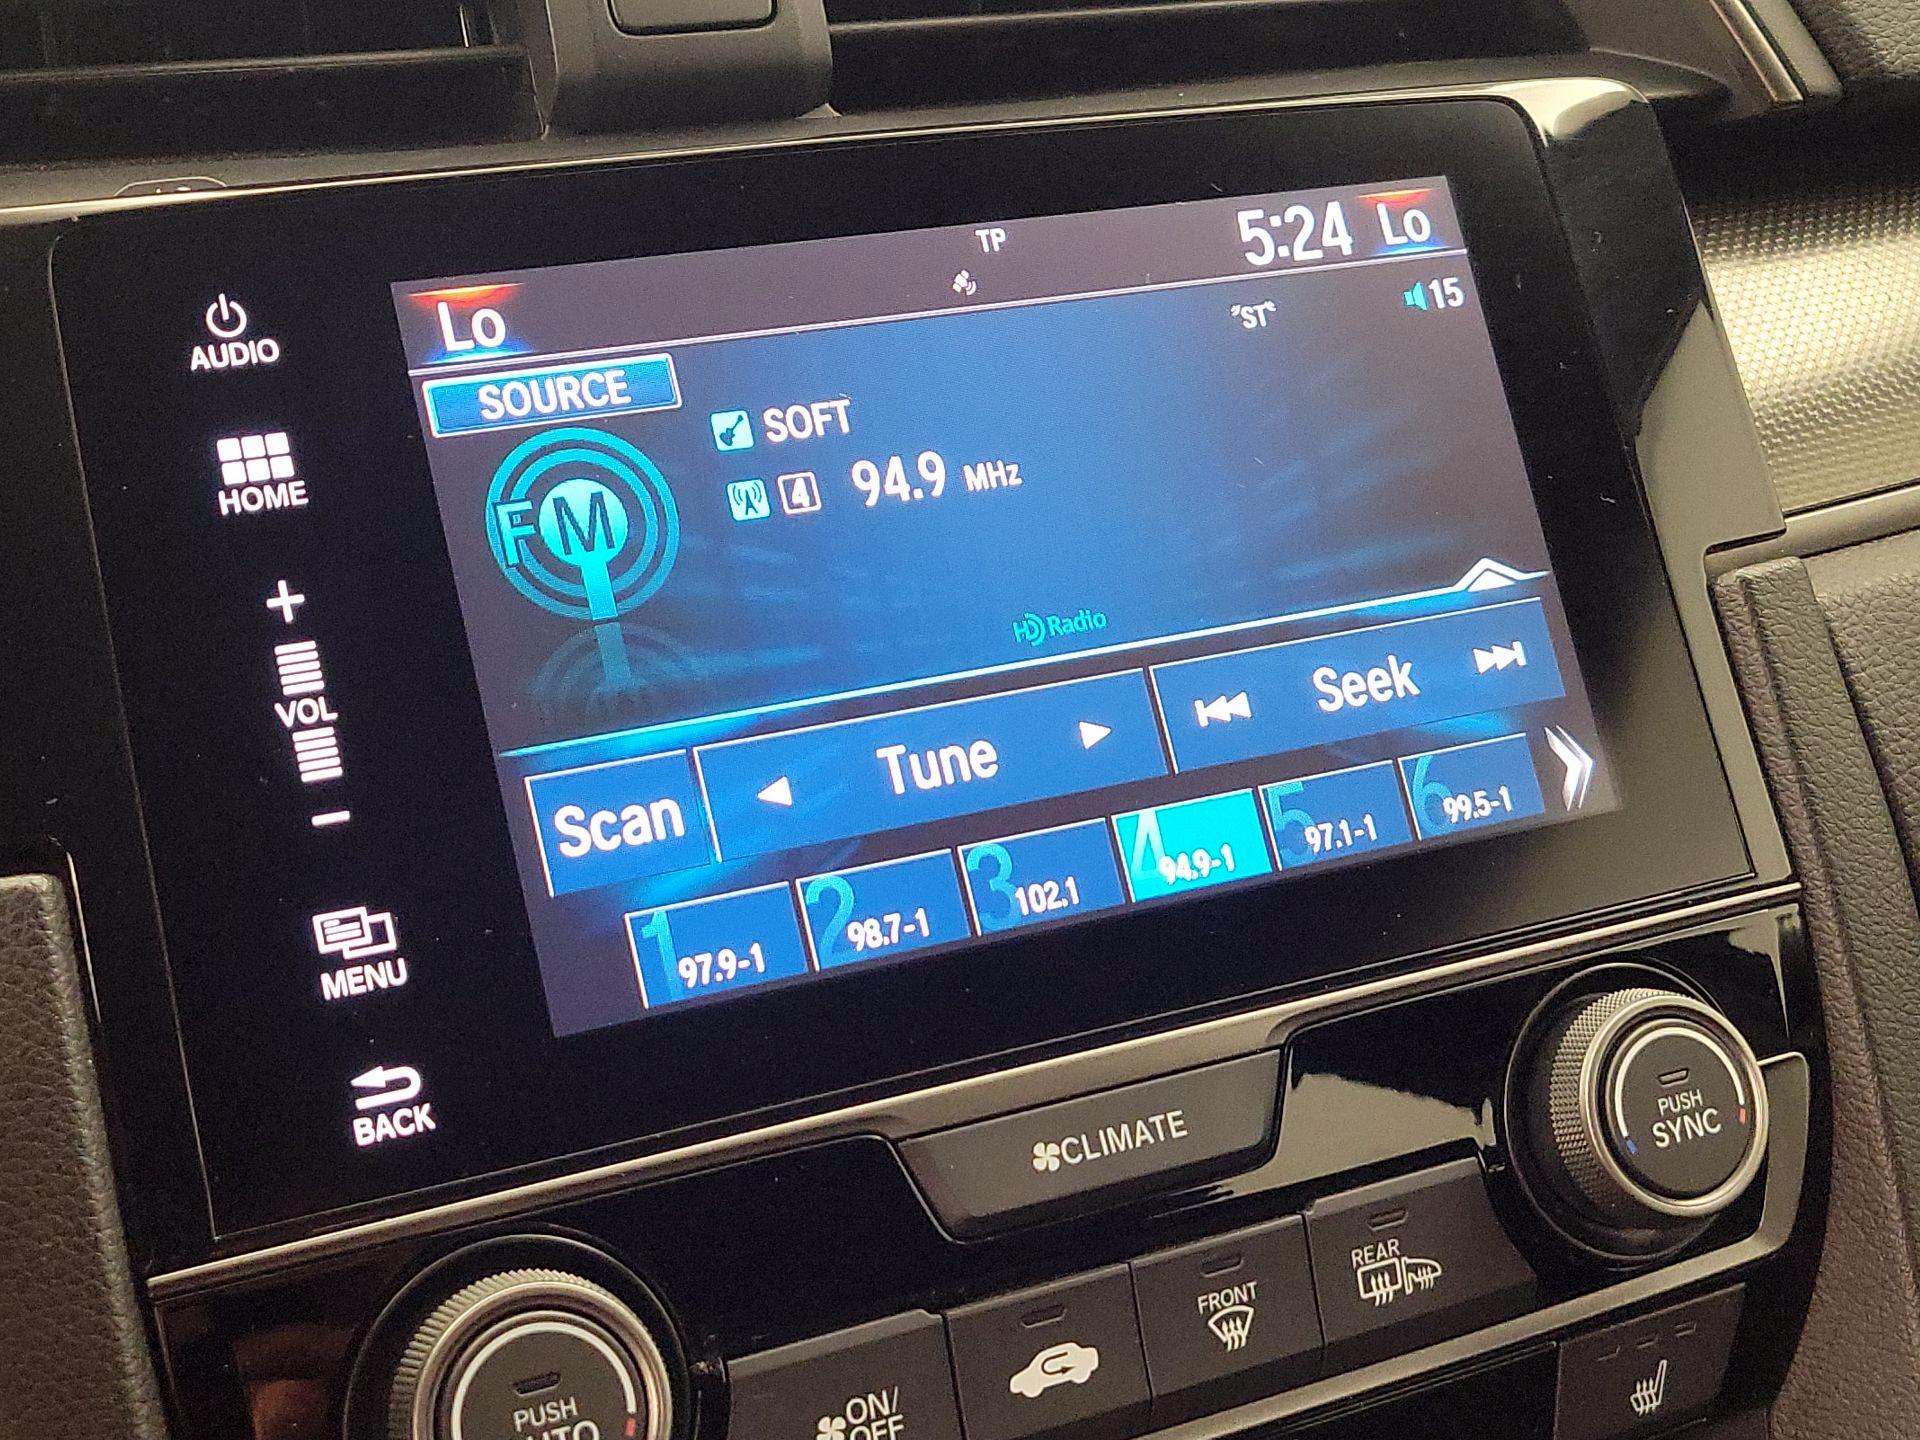 TP
5:24 Lo
Lo
"ST"
15
SOURCE
AUDIO
SOFT
FM
4 94.9 MHz
HOME
HD Radio
VOL
Scan
Tune
Seek
1 97.9-1
2 98.7-1
3 102.1
4 94.9-1
5 97.1-1
6 99.5-1
MENU
BACK
CLIMATE
PUSH
SYNC
REAR
FRONT
ON/
OFF
PUSH